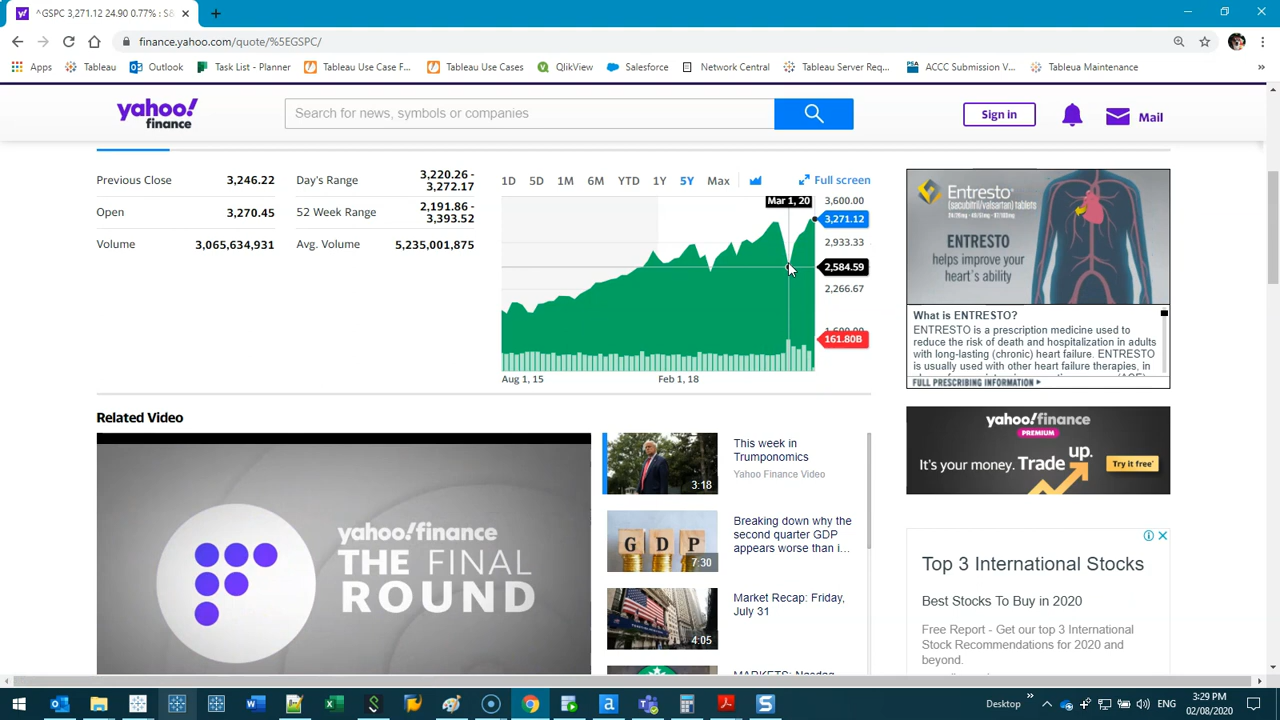 ^GSPC 3,271.12 24.90 0.77% : S&
finance.yahoo.com/quote/%5EGSPC/
Apps
Tableau
Outlook
Task List - Planner
Tableau Use Case F...
Tableau Use Cases
QlikView
Salesforce
Network Central
Tableau Server Req...
ACCC Submission V...
Tableua Maintenance
»
yahoo!
finance
Search for news, symbols or companies
Sign in
Mail
Previous Close 3,246.22
Open 3,270.45
Volume 3,065,634,931
Day's Range 3,220.26 -
3,272.17
52 Week Range 2,191.86 -
3,393.52
Avg. Volume 5,235,001,875
1D 5D 1M 6M YTD 1Y 5Y Max
Full screen
Mar 1, 20
3,600.00
3,271.12
2,933.33
2,584.59
2,266.67
1,600.00
161.80B
Aug 1, 15
Feb 1, 18
Entresto
(sacubitril/valsartan) tablets
ENTRESTO
helps improve your
heart's ability
What is ENTRESTO?
ENTRESTO is a prescription medicine used to
reduce the risk of death and hospitalization in adults
with long-lasting (chronic) heart failure. ENTRESTO
is usually used with other heart failure therapies, in
FULL PRESCRIBING INFORMATION
yahoo!finance
PREMIUM
It's your money. Trade up.
Try it free*
Related Video
yahoo!finance
THE FINAL
ROUND
This week in
Trumponomics
Yahoo Finance Video
3:18
Breaking down why the
second quarter GDP
appears worse than i...
G D P
7:30
Market Recap: Friday,
July 31
4:05
MARKETS: Nasdaq
Top 3 International Stocks
Best Stocks To Buy in 2020
Free Report - Get our top 3 International
Stock Recommendations for 2020 and
beyond.
Desktop
ENG
3:29 PM
02/08/2020